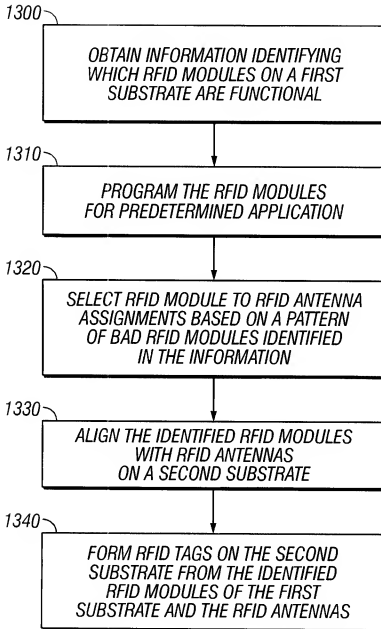 1300
OBTAIN INFORMATION IDENTIFYING
WHICH RFID MODULES ON A FIRST
SUBSTRATE ARE FUNCTIONAL
1310
PROGRAM THE RFID MODULES
FOR PREDETERMINED APPLICATION
1320
SELECT RFID MODULE TO RFID ANTENNA
ASSIGNMENTS BASED ON A PATTERN
OF BAD RFID MODULES IDENTIFIED
IN THE INFORMATION
1330
ALIGN THE IDENTIFIED RFID MODULES
WITH RFID ANTENNAS
ON A SECOND SUBSTRATE
1340
FORM RFID TAGS ON THE SECOND
SUBSTRATE FROM THE IDENTIFIED
RFID MODULES OF THE FIRST
SUBSTRATE AND THE RFID ANTENNAS